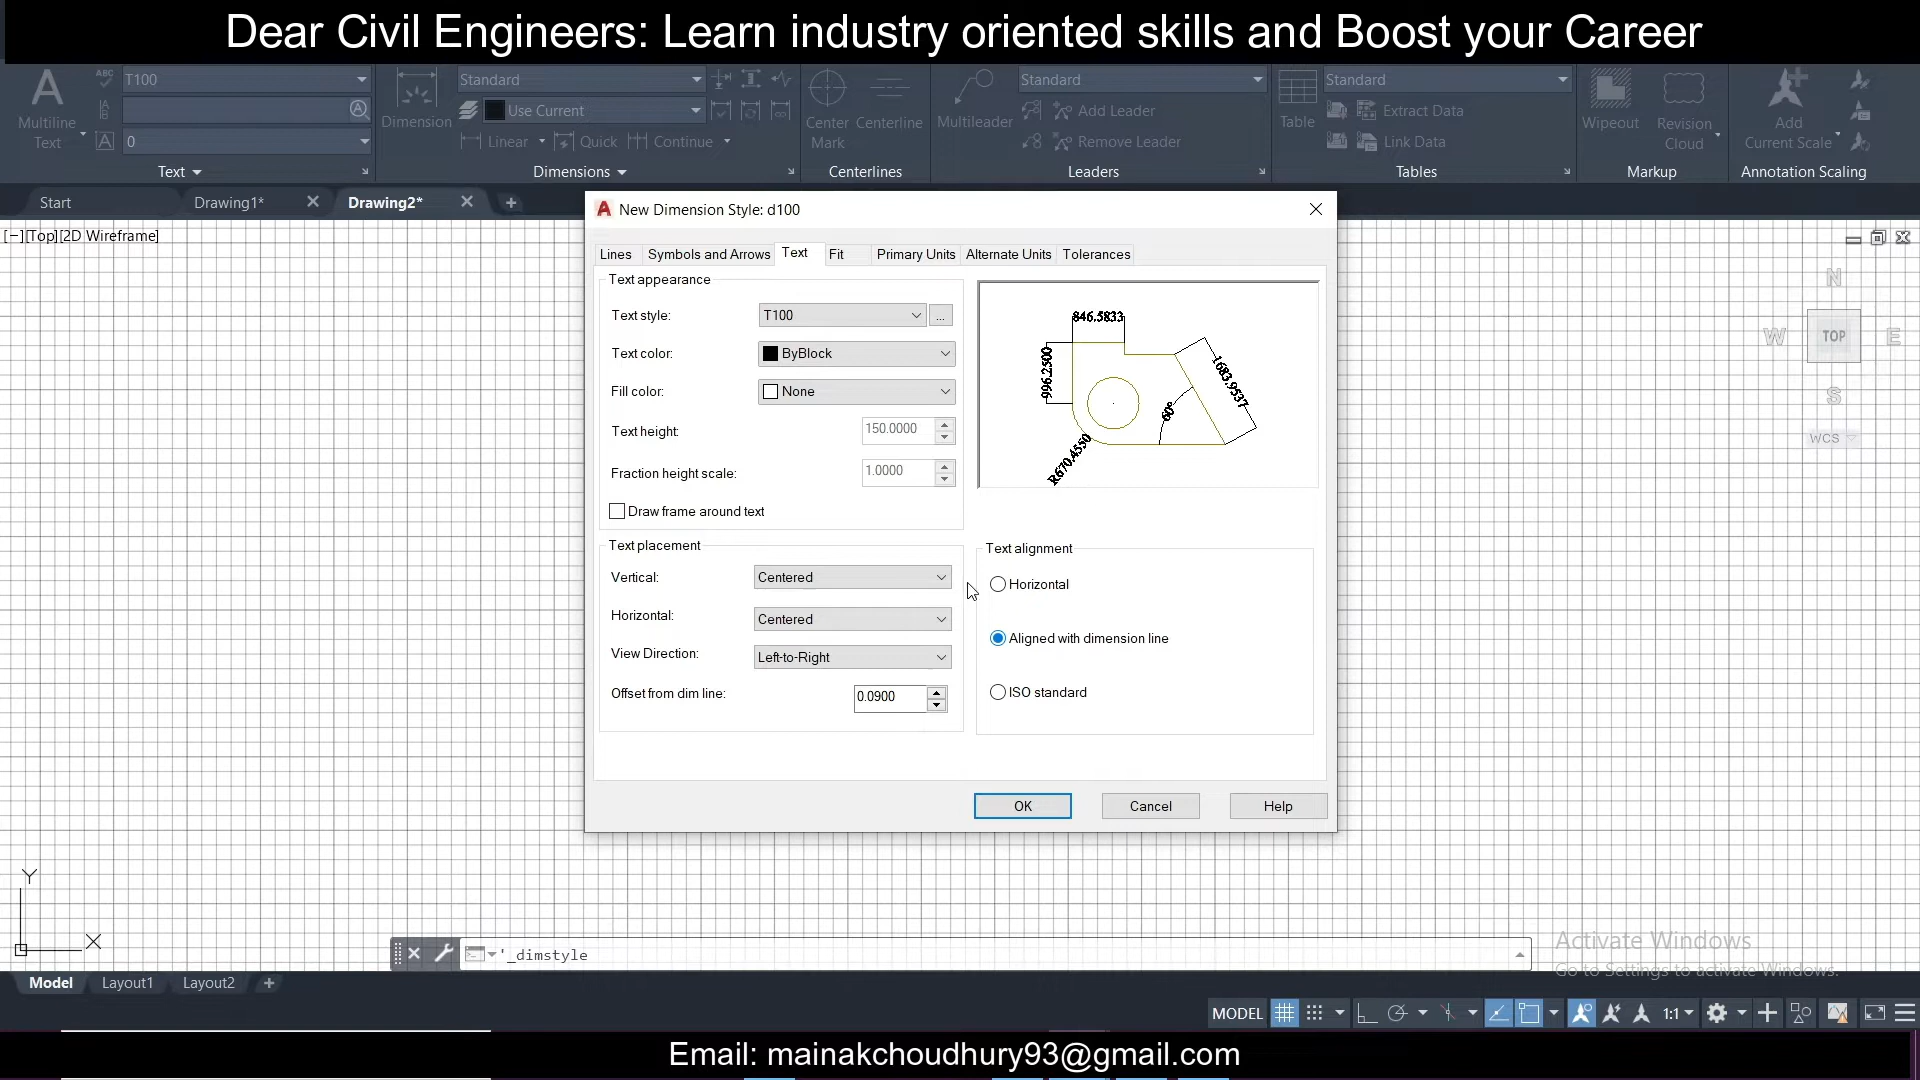 Dear Civil Engineers: Learn industry oriented skills and Boost your Career
T100
Standard
Standard
Standard
Use Current
Add Leader
Extract Data
Multiline
Text
0
Dimension
Linear
Quick
Continue
Center
Mark
Centerline
Multileader
Remove Leader
Table
Link Data
Wipeout
Revision
Cloud
Add
Current Scale
Text
Dimensions
Centerlines
Leaders
Tables
Markup
Annotation Scaling
Start
Drawing1*
Drawing2*
[−][Top][2D Wireframe]
New Dimension Style: d100
Lines
Symbols and Arrows
Text
Fit
Primary Units
Alternate Units
Tolerances
Text appearance
Text style:
T100
...
Text color:
ByBlock
Fill color:
None
Text height:
150.0000
Fraction height scale:
1.0000
Draw frame around text
846.5833
996.2500
1683.9537
60°
R670.4550
Text placement
Vertical:
Centered
Horizontal:
Centered
View Direction:
Left-to-Right
Offset from dim line:
0.0900
Text alignment
Horizontal
Aligned with dimension line
ISO standard
OK
Cancel
Help
N
W
TOP
E
S
WCS
Y
X
'_dimstyle
Activate Windows
Go to Settings to activate Windows.
Model
Layout1
Layout2
MODEL
1:1
Email: mainakchoudhury93@gmail.com